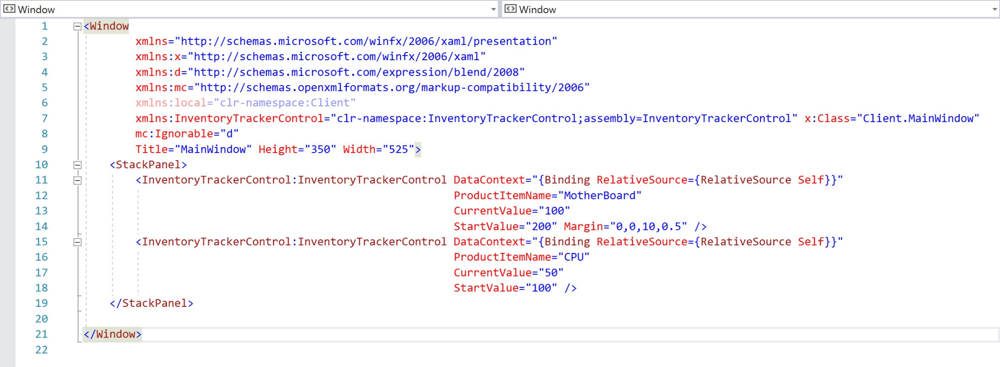 Window Window
1 <Window
2 xmlns="http://schemas.microsoft.com/winfx/2006/xaml/presentation"
3 xmlns:x="http://schemas.microsoft.com/winfx/2006/xaml"
4 xmlns:d="http://schemas.microsoft.com/expression/blend/2008"
5 xmlns:mc="http://schemas.openxmlformats.org/markup-compatibility/2006"
6 xmlns:local="clr-namespace:Client"
7 xmlns:InventoryTrackerControl="clr-namespace:InventoryTrackerControl;assembly=InventoryTrackerControl" x:Class="Client.MainWindow"
8 mc:Ignorable="d"
9 Title="MainWindow" Height="350" Width="525">
10 <StackPanel>
11 <InventoryTrackerControl:InventoryTrackerControl DataContext="{Binding RelativeSource={RelativeSource Self}}"
12 ProductItemName="MotherBoard"
13 CurrentValue="100"
14 StartValue="200" Margin="0,0,10,0.5" />
15 <InventoryTrackerControl:InventoryTrackerControl DataContext="{Binding RelativeSource={RelativeSource Self}}"
16 ProductItemName="CPU"
17 CurrentValue="50"
18 StartValue="100" />
19 </StackPanel>
20
21 </Window>
22